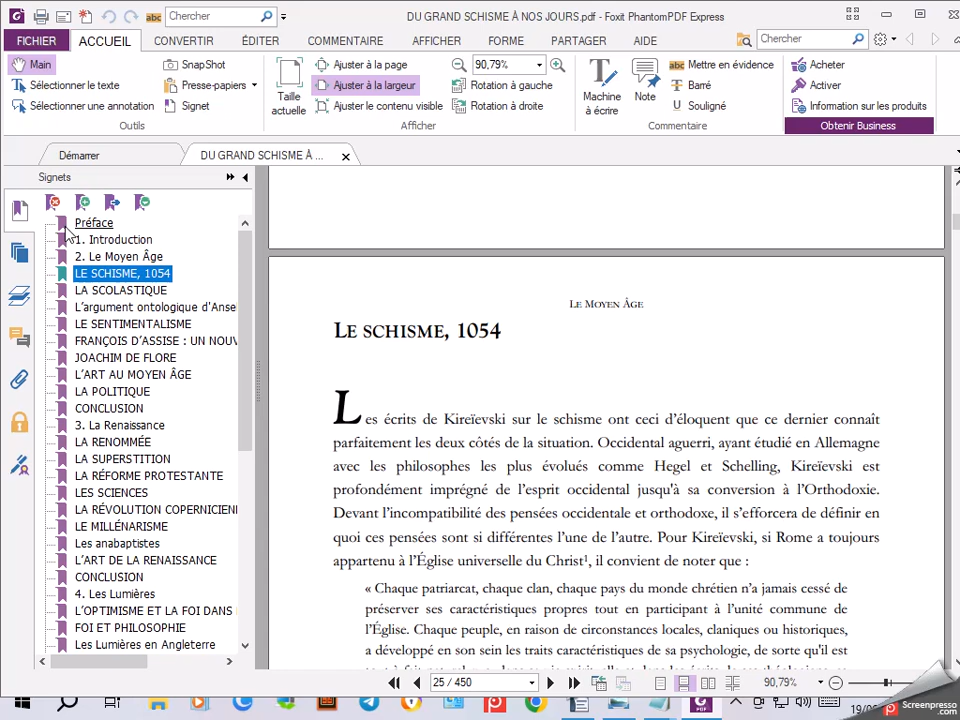 abc Chercher DU GRAND SCHISME À NOS JOURS.pdf - Foxit PhantomPDF Express
FICHIER ACCUEIL CONVERTIR ÉDITER COMMENTAIRE AFFICHER FORME PARTAGER AIDE Chercher
Main SnapShot Ajuster à la page 90,79% abc Mettre en évidence Acheter
Sélectionner le texte Presse-papiers Ajuster à la largeur Rotation à gauche Barré Activer
Sélectionner une annotation Signet Taille actuelle Ajuster le contenu visible Rotation à droite Machine à écrire Note Souligné Information sur les produits
Outils Afficher Commentaire Obtenir Business
Démarrer DU GRAND SCHISME À ...
Signets
Préface
1. Introduction
2. Le Moyen Âge
LE SCHISME, 1054
LA SCOLASTIQUE
L'argument ontologique d'Anse
LE SENTIMENTALISME
FRANÇOIS D'ASSISE : UN NOUV
JOACHIM DE FLORE
L'ART AU MOYEN ÂGE
LA POLITIQUE
CONCLUSION
3. La Renaissance
LA RENOMMÉE
LA SUPERSTITION
LA RÉFORME PROTESTANTE
LES SCIENCES
LA RÉVOLUTION COPERNICIEN
LE MILLÉNARISME
Les anabaptistes
L'ART DE LA RENAISSANCE
CONCLUSION
4. Les Lumières
L'OPTIMISME ET LA FOI DANS
FOI ET PHILOSOPHIE
Les Lumières en Angleterre
Le Moyen Âge
Le schisme, 1054
Les écrits de Kireïevski sur le schisme ont ceci d'éloquent que ce dernier connaît
parfaitement les deux côtés de la situation. Occidental aguerri, ayant étudié en Allemagne
avec les philosophes les plus évolués comme Hegel et Schelling, Kireïevski est
profondément imprégné de l'esprit occidental jusqu'à sa conversion à l'Orthodoxie.
Devant l'incompatibilité des pensées occidentale et orthodoxe, il s'efforcera de définir en
quoi ces pensées sont si différentes l'une de l'autre. Pour Kireïevski, si Rome a toujours
appartenu à l'Église universelle du Christ¹, il convient de noter que :
« Chaque patriarcat, chaque clan, chaque pays du monde chrétien n'a jamais cessé de
préserver ses caractéristiques propres tout en participant à l'unité commune de
l'Église. Chaque peuple, en raison de circonstances locales, claniques ou historiques,
a développé en son sein les traits caractéristiques de sa psychologie, de sorte qu'il est
25 / 450 90,79%
Screenpresso
.com